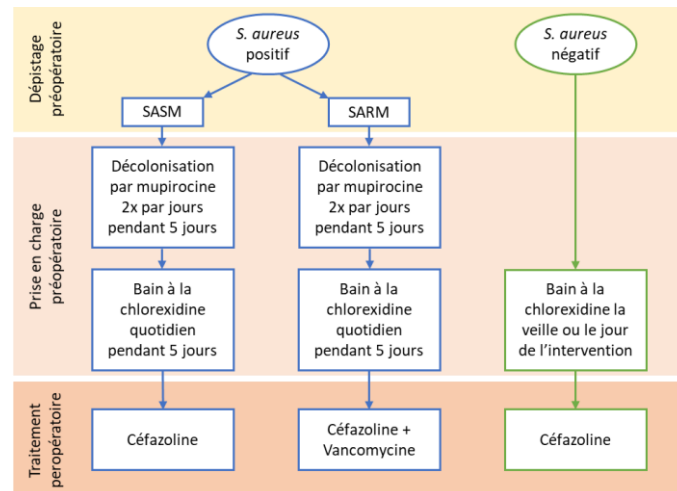 Dépistage
préopératoire
S. aureus
positif
S. aureus
négatif
SASM
SARM
Prise en charge
préopératoire
Décolonisation
par mupirocine
2x par jours
pendant 5 jours
Décolonisation
par mupirocine
2x par jours
pendant 5 jours
Bain à la
chlorexidine
quotidien
pendant 5 jours
Bain à la
chlorexidine
quotidien
pendant 5 jours
Bain à la
chlorexidine la
veille ou le jour
de l'intervention
Traitement
peropératoire
Céfazoline
Céfazoline +
Vancomycine
Céfazoline